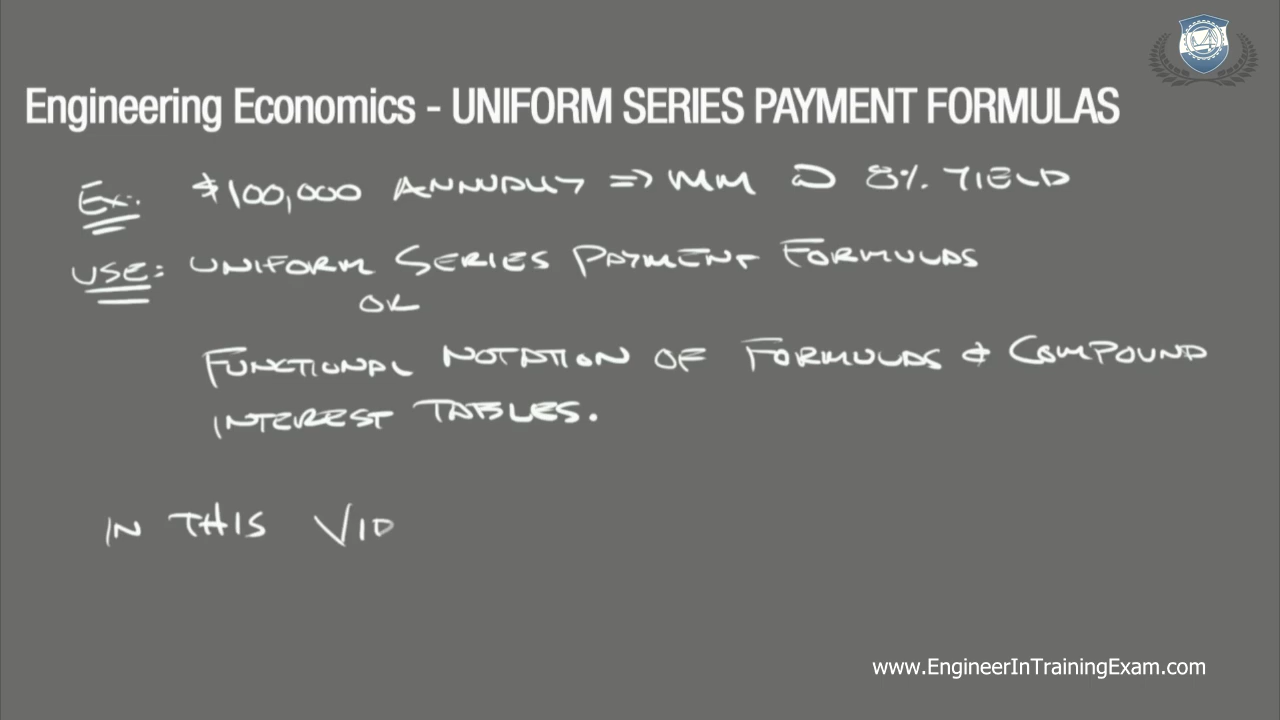 Engineering Economics - UNIFORM SERIES PAYMENT FORMULAS
Ex: $100,000 ANNUALLY => MM @ 8% YIELD
USE: UNIFORM SERIES PAYMENT FORMULAS
OR
FUNCTIONAL NOTATION OF FORMULAS & COMPOUND
INTEREST TABLES.
IN THIS VID
www.EngineerInTrainingExam.com